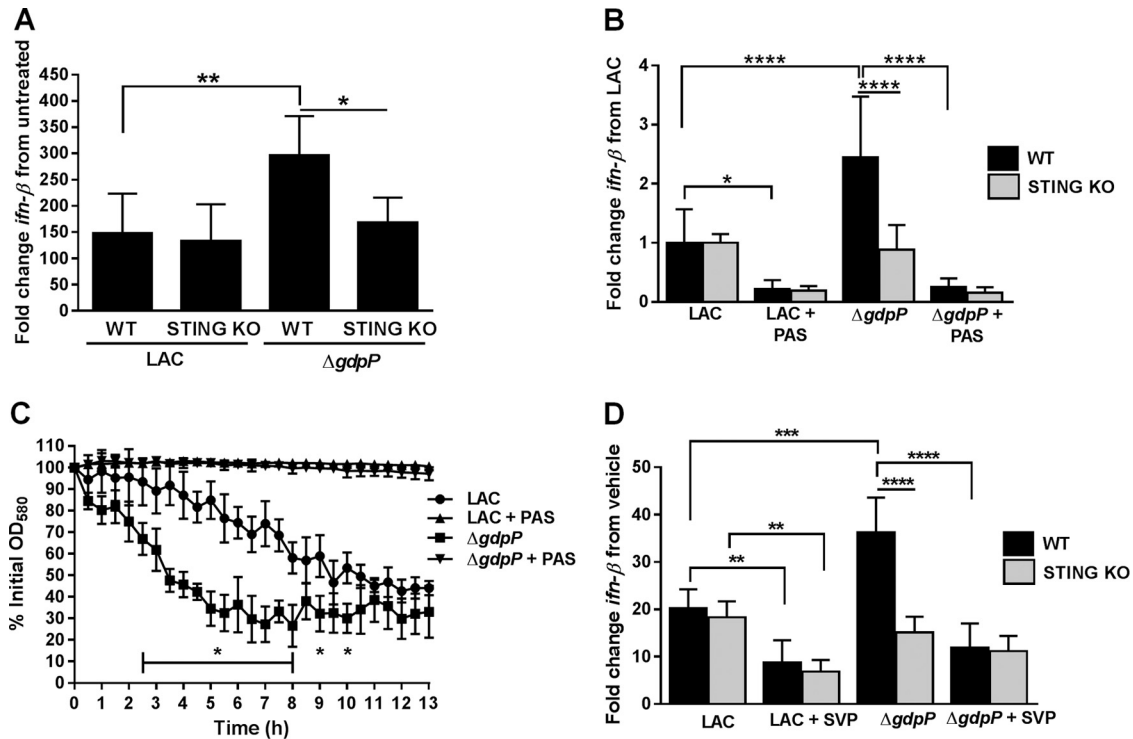 A
Fold change ifn-β from untreated
450
400
350
300
250
200
150
100
50
0
**
*
WT
STING KO
WT
STING KO
LAC
ΔgdpP
B
Fold change ifn-β from LAC
4
3
2
1
0
****
****
****
*
LAC
LAC +
PAS
ΔgdpP
ΔgdpP +
PAS
WT
STING KO
C
% Initial OD580
110
100
90
80
70
60
50
40
30
20
10
0
*
*
*
0 1 2 3 4 5 6 7 8 9 10 11 12 13
Time (h)
LAC
LAC + PAS
ΔgdpP
ΔgdpP + PAS
D
Fold change ifn-β from vehicle
50
40
30
20
10
0
***
****
****
**
**
LAC
LAC + SVP
ΔgdpP
ΔgdpP + SVP
WT
STING KO